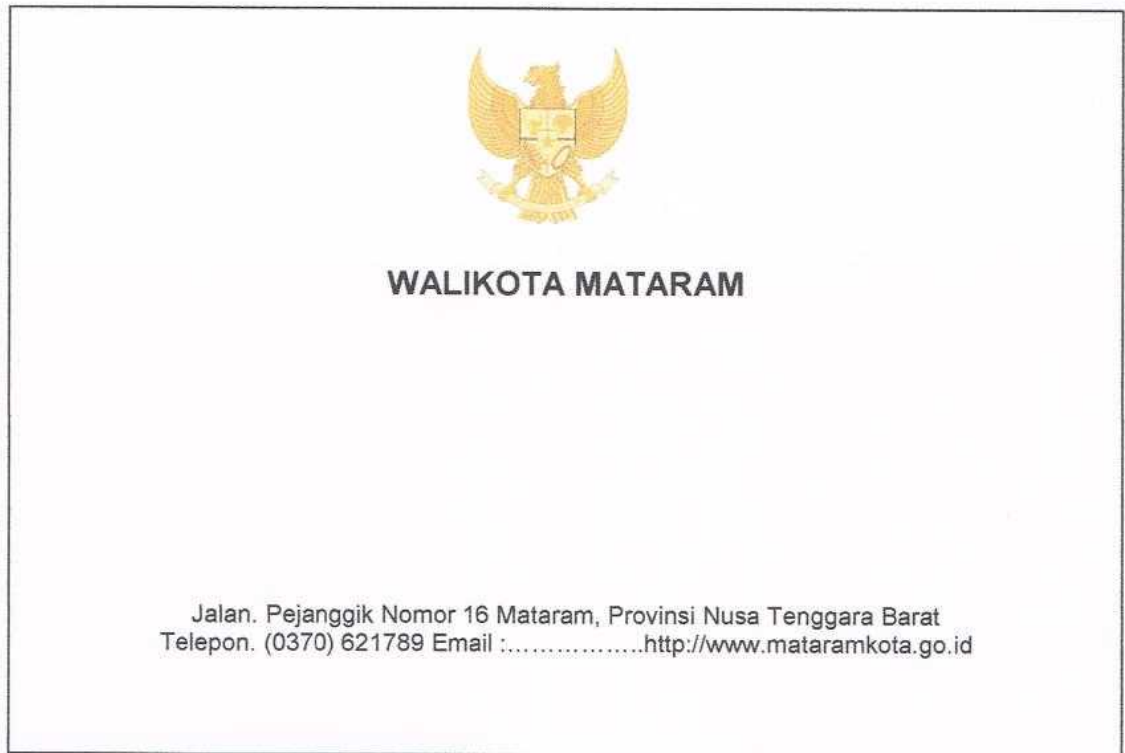 WALIKOTA MATARAM
Jalan. Pejanggik Nomor 16 Mataram, Provinsi Nusa Tenggara Barat
Telepon. (0370) 621789 Email :……………..http://www.mataramkota.go.id